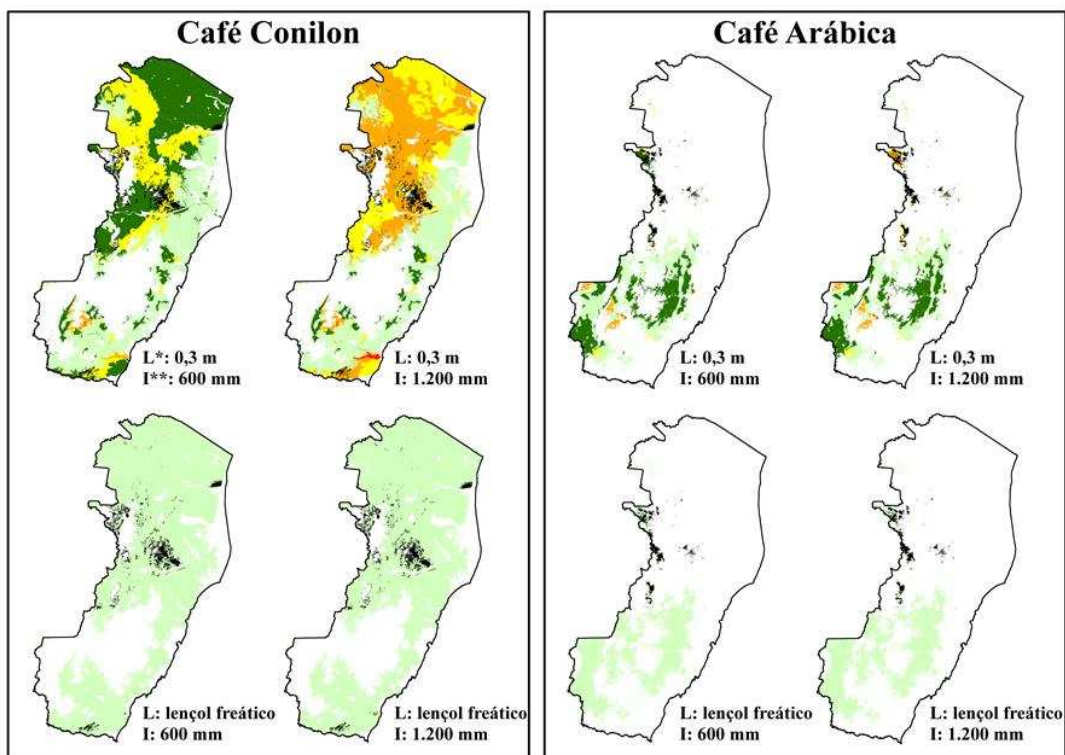 Café Conilon
L*: 0,3 m
I**: 600 mm
L: 0,3 m
I: 1.200 mm
L: lençol freático
I: 600 mm
L: lençol freático
I: 1.200 mm
Café Arábica
L: 0,3 m
I: 600 mm
L: 0,3 m
I: 1.200 mm
L: lençol freático
I: 600 mm
L: lençol freático
I: 1.200 mm